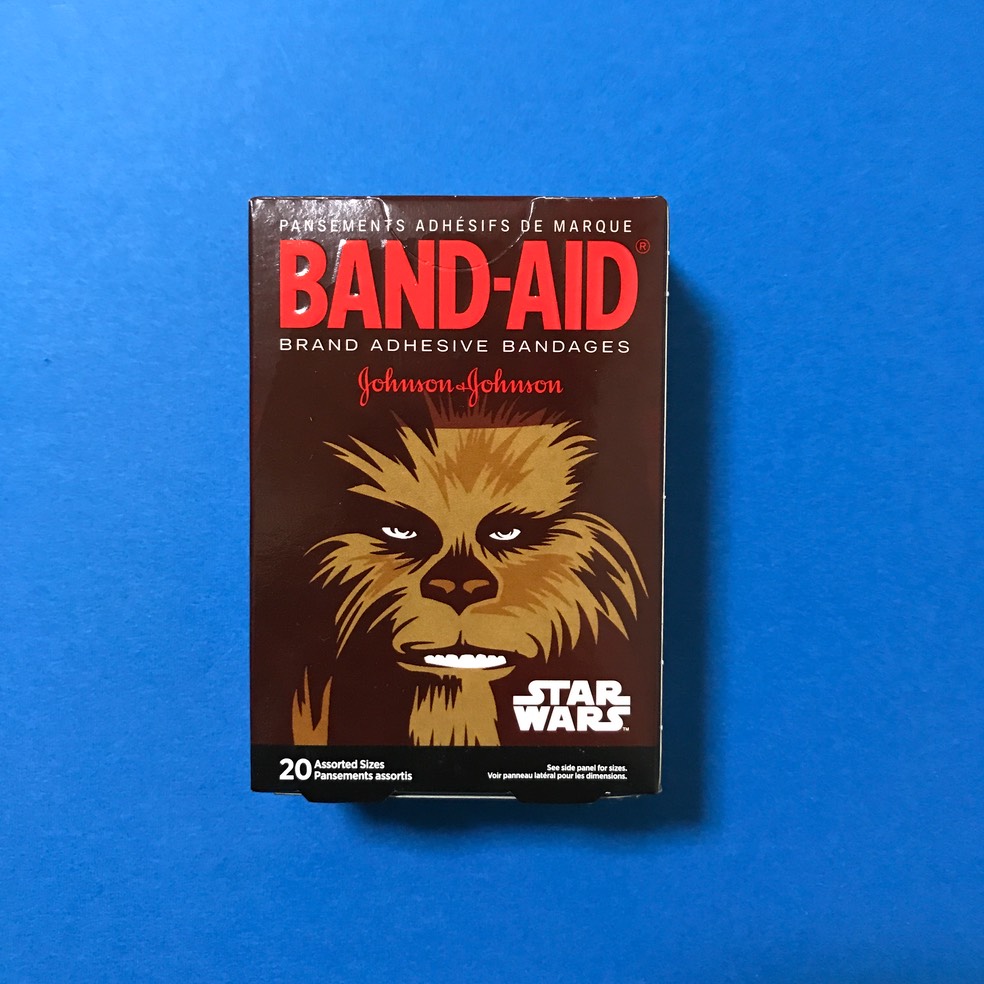 PANSEMENTS ADHÉSIFS DE MARQUE
BAND-AID®
BRAND ADHESIVE BANDAGES
Johnson & Johnson
STAR
WARS™
20 Assorted Sizes
Pansements assortis
See side panel for sizes.
Voir panneau latéral pour les dimensions.